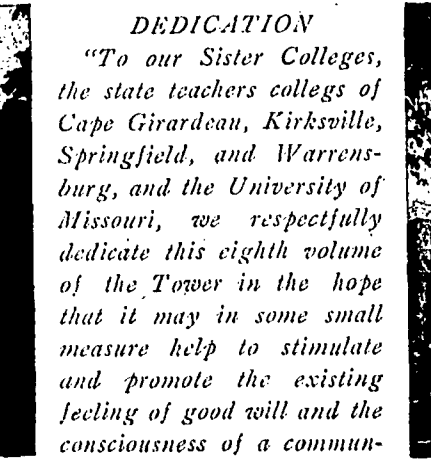 DEDICATION
"To our Sister Colleges,
the state teachers collegs of
Cape Girardeau, Kirksville,
Springfield, and Warrens-
burg, and the University of
Missouri, we respectfully
dedicate this eighth volume
of the Tower in the hope
that it may in some small
measure help to stimulate
and promote the existing
feeling of good will and the
consciousness of a commun-